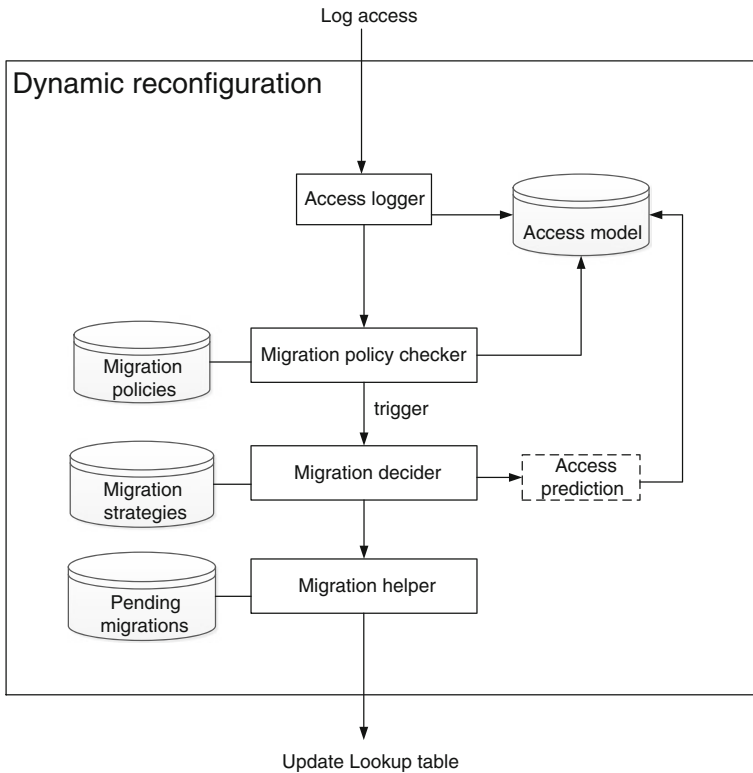 Log access
Dynamic reconfiguration
Access logger
Access model
Migration policy checker
Migration
policies
trigger
Migration decider
Access
prediction
Migration
strategies
Migration helper
Pending
migrations
Update Lookup table